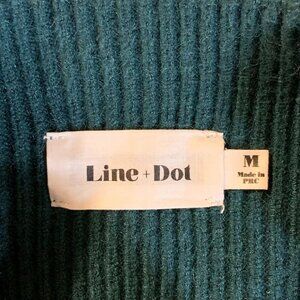 Line + Dot
M
Made in
PRC